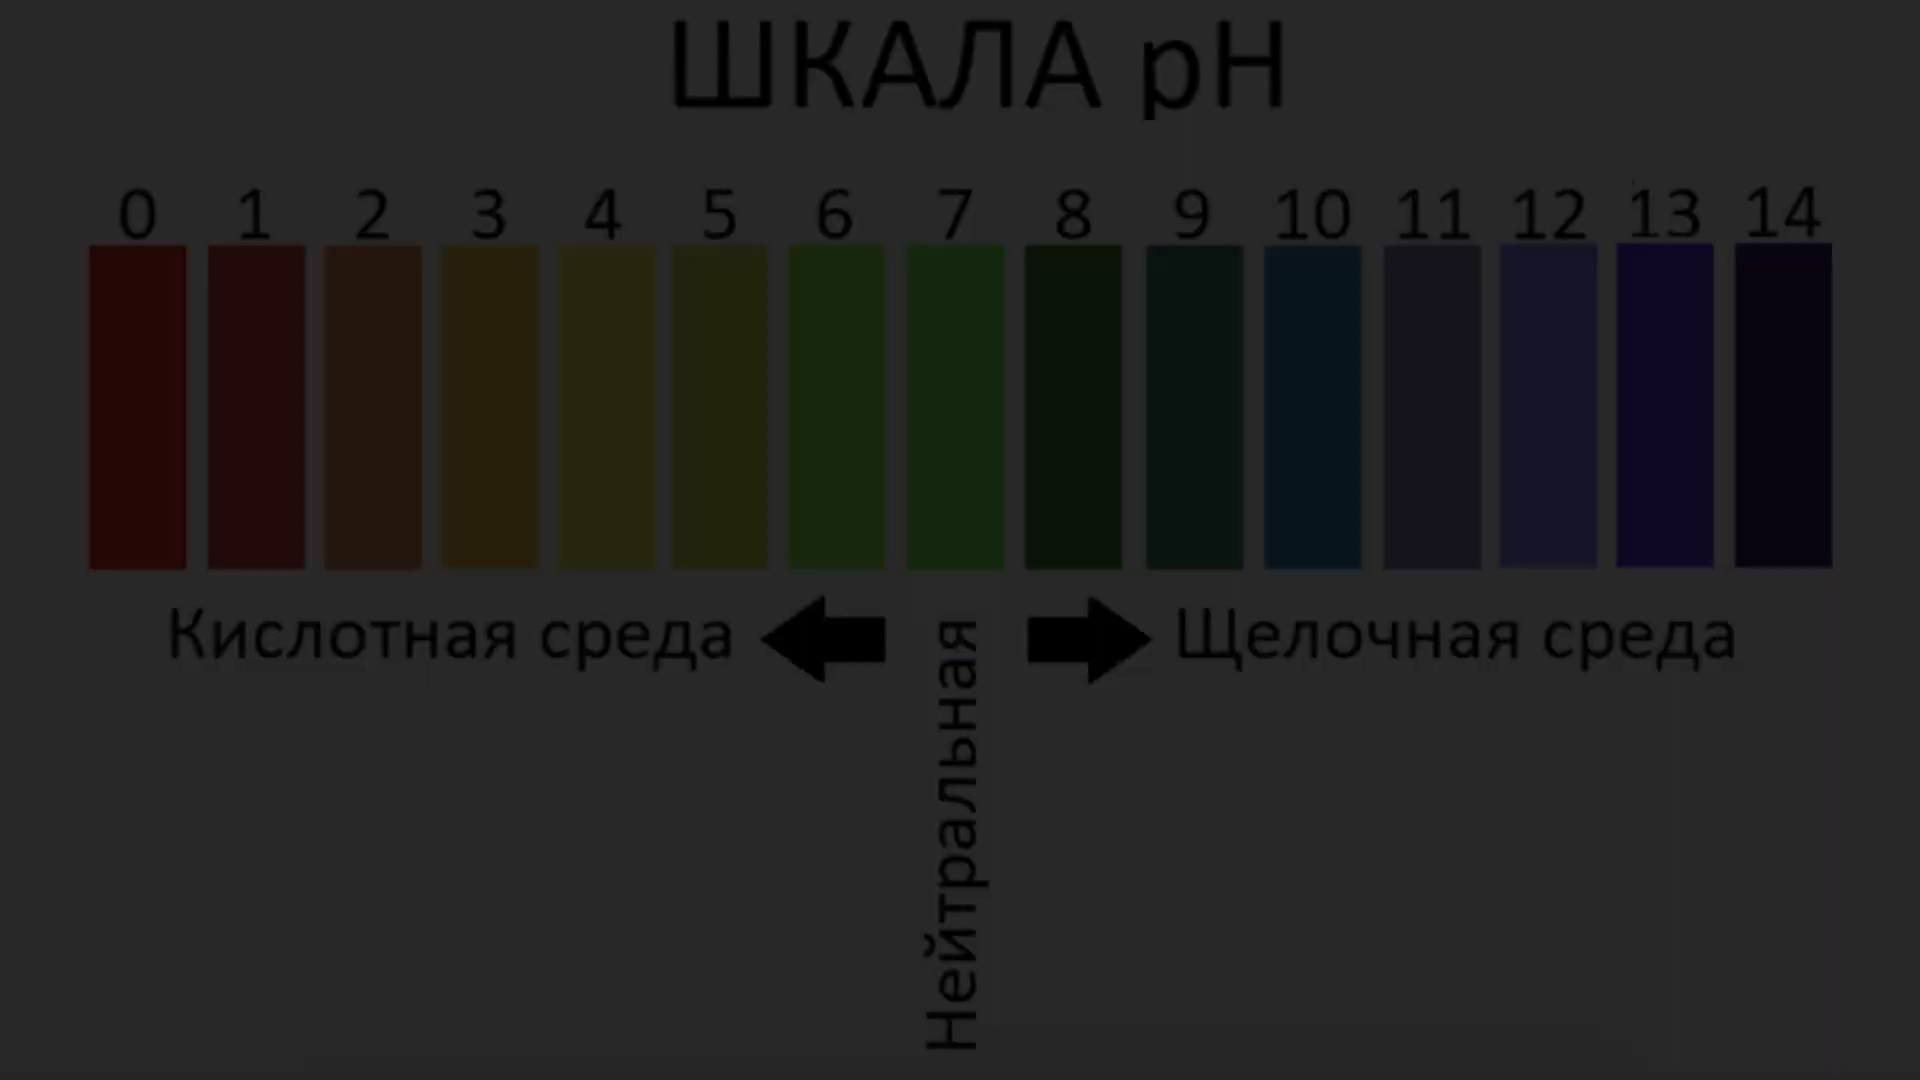 ШКАЛА рН
0 1 2 3 4 5 6 7 8 9 10 11 12 13 14
Кислотная среда
Нейтральная
Щелочная среда